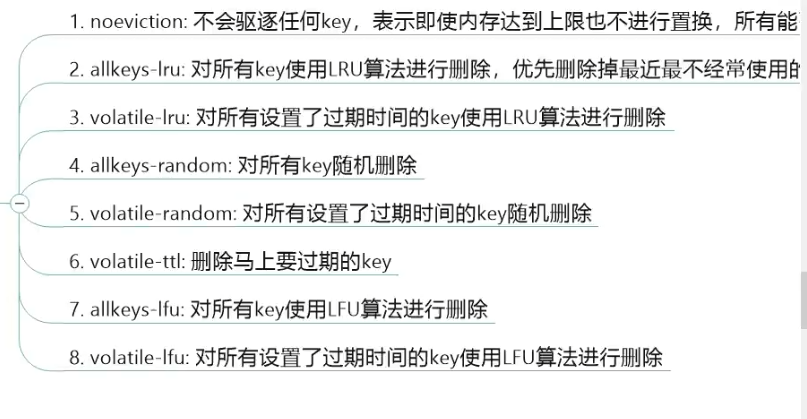 1. noeviction: 不会驱逐任何key，表示即使内存达到上限也不进行置换，所有能
2. allkeys-lru: 对所有key使用LRU算法进行删除，优先删除掉最近最不经常使用的
3. volatile-lru: 对所有设置了过期时间的key使用LRU算法进行删除
4. allkeys-random: 对所有key随机删除
5. volatile-random: 对所有设置了过期时间的key随机删除
6. volatile-ttl: 删除马上要过期的key
7. allkeys-lfu: 对所有key使用LFU算法进行删除
8. volatile-lfu: 对所有设置了过期时间的key使用LFU算法进行删除